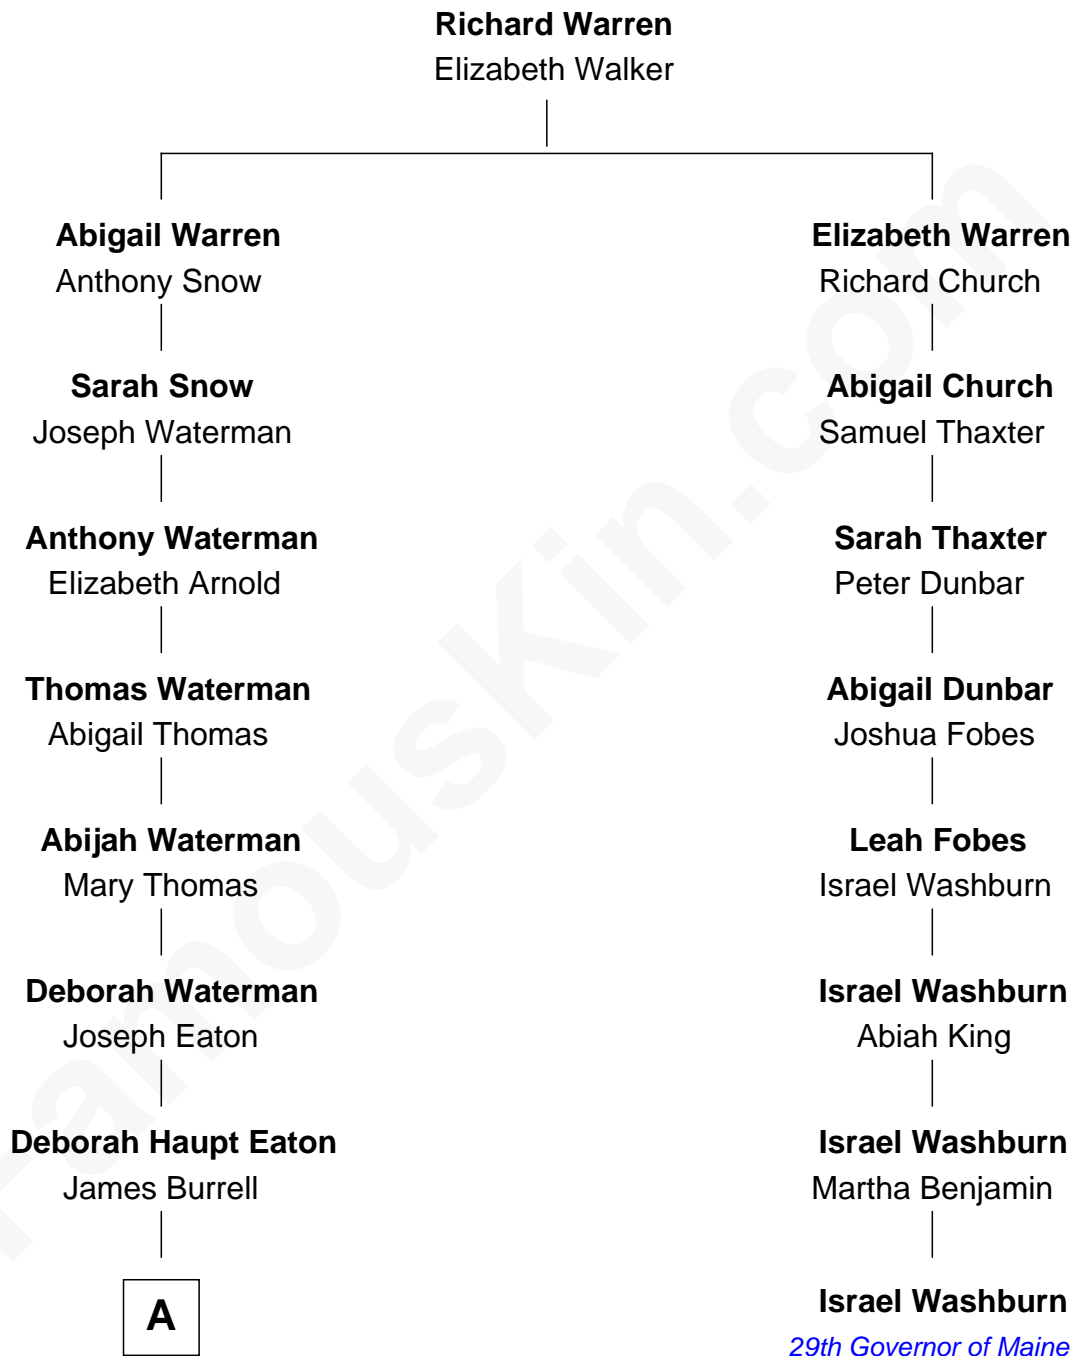 Richard Warren
Elizabeth Walker
Abigail Warren
Anthony Snow
Elizabeth Warren
Richard Church
Sarah Snow
Joseph Waterman
Abigail Church
Samuel Thaxter
Anthony Waterman
Elizabeth Arnold
Sarah Thaxter
Peter Dunbar
Thomas Waterman
Abigail Thomas
Abigail Dunbar
Joshua Fobes
Abijah Waterman
Mary Thomas
Leah Fobes
Israel Washburn
Deborah Waterman
Joseph Eaton
Israel Washburn
Abiah King
Deborah Haupt Eaton
James Burrell
Israel Washburn
Martha Benjamin
A
Israel Washburn
29th Governor of Maine
FamousKin.com